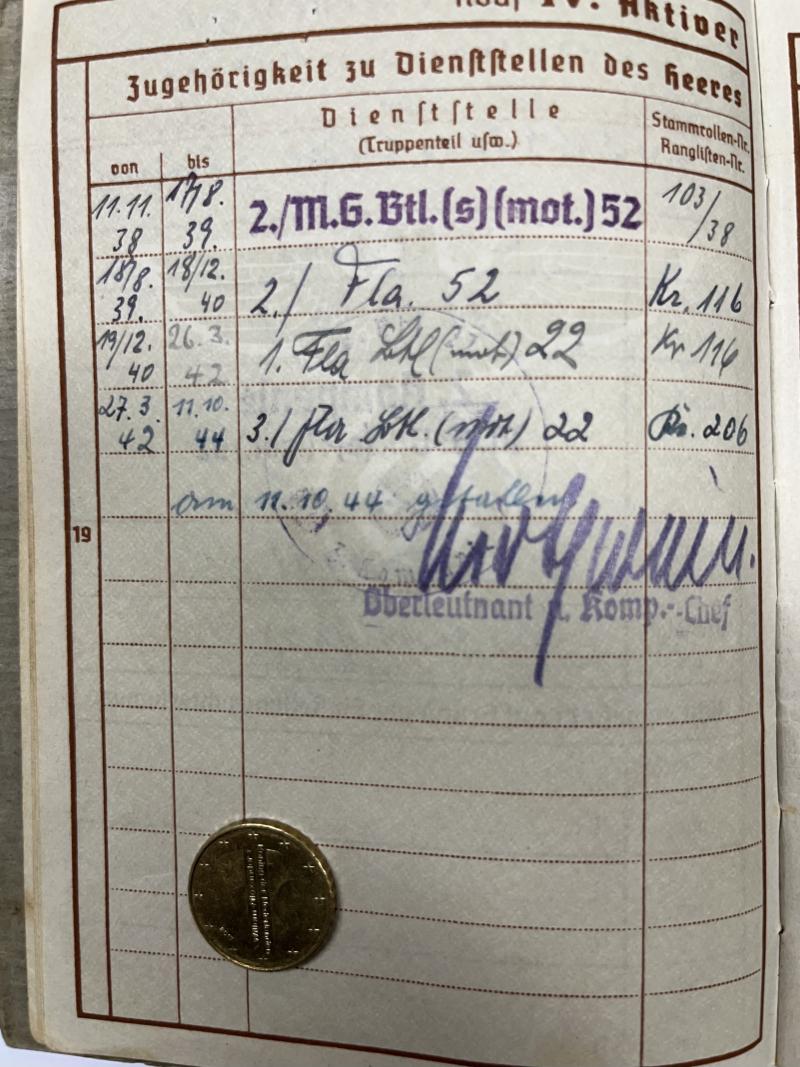 IV. Aktiver
Zugehörigkeit zu Dienststellen des Heeres
von bis Dienststelle (Truppenteil usw.) Stammrollen-Nr. Ranglisten-Nr.
11.11. 38 17/8. 39. 2./M.G.Btl.(s)(mot.)52 103/38
18/8. 39. 18/12. 40 2./ Fla. 52 Kr. 116
19/12. 40 26.3. 42 1. Fla Btl (mot) 22 Kr 116
27.3. 42 11.10. 44 3./ Fla Btl. (mot) 22 206
am 11.10.44 gefallen
19
Oberleutnant u. Komp.-Chef
Koning der Nederlanden